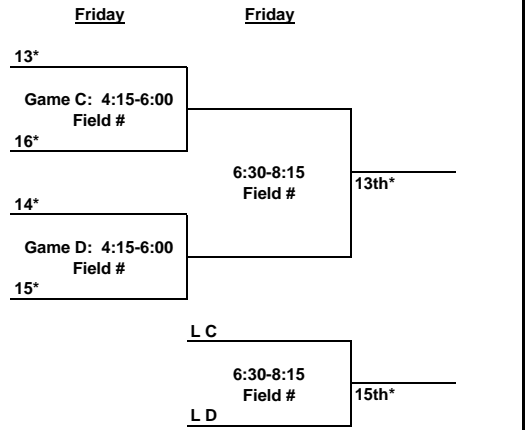 Friday
Friday
13*
Game C: 4:15-6:00
Field #
16*
6:30-8:15
Field #
13th*
14*
Game D: 4:15-6:00
Field #
15*
L C
6:30-8:15
Field #
15th*
L D